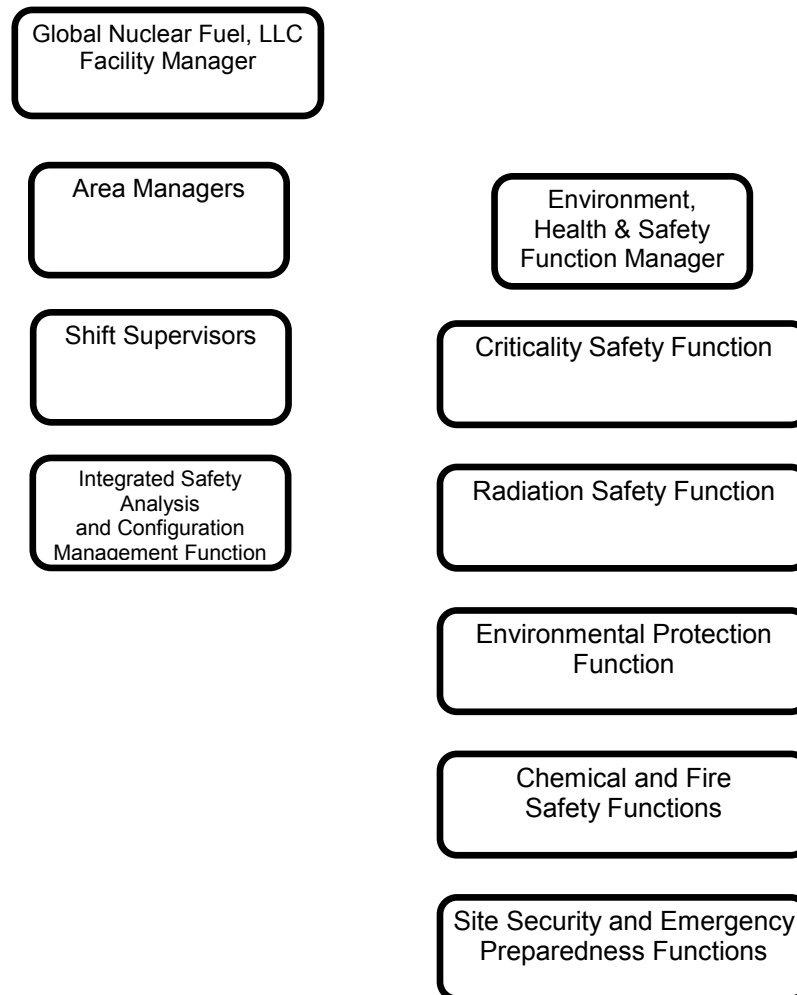 Global Nuclear Fuel, LLC
Facility Manager
Area Managers
Shift Supervisors
Integrated Safety
Analysis
and Configuration
Management Function
Environment,
Health & Safety
Function Manager
Criticality Safety Function
Radiation Safety Function
Environmental Protection
Function
Chemical and Fire
Safety Functions
Site Security and Emergency
Preparedness Functions